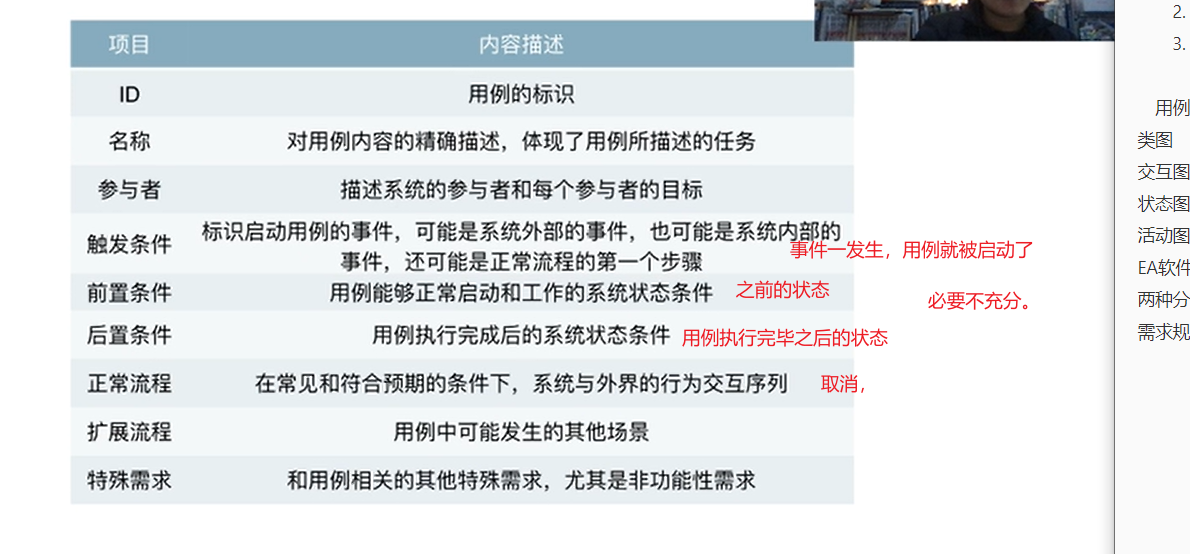 项目 内容描述
ID 用例的标识
名称 对用例内容的精确描述，体现了用例所描述的任务
参与者 描述系统的参与者和每个参与者的目标
触发条件 标识启动用例的事件，可能是系统外部的事件，也可能是系统内部的
事件，还可能是正常流程的第一个步骤
事件一发生，用例就被启动了
前置条件 用例能够正常启动和工作的系统状态条件 之前的状态
必要不充分。
后置条件 用例执行完成后的系统状态条件 用例执行完毕之后的状态
正常流程 在常见和符合预期的条件下，系统与外界的行为交互序列 取消，
扩展流程 用例中可能发生的其他场景
特殊需求 和用例相关的其他特殊需求，尤其是非功能性需求
2.
3.
用例
类图
交互图
状态图
活动图
EA软件
两种分
需求规